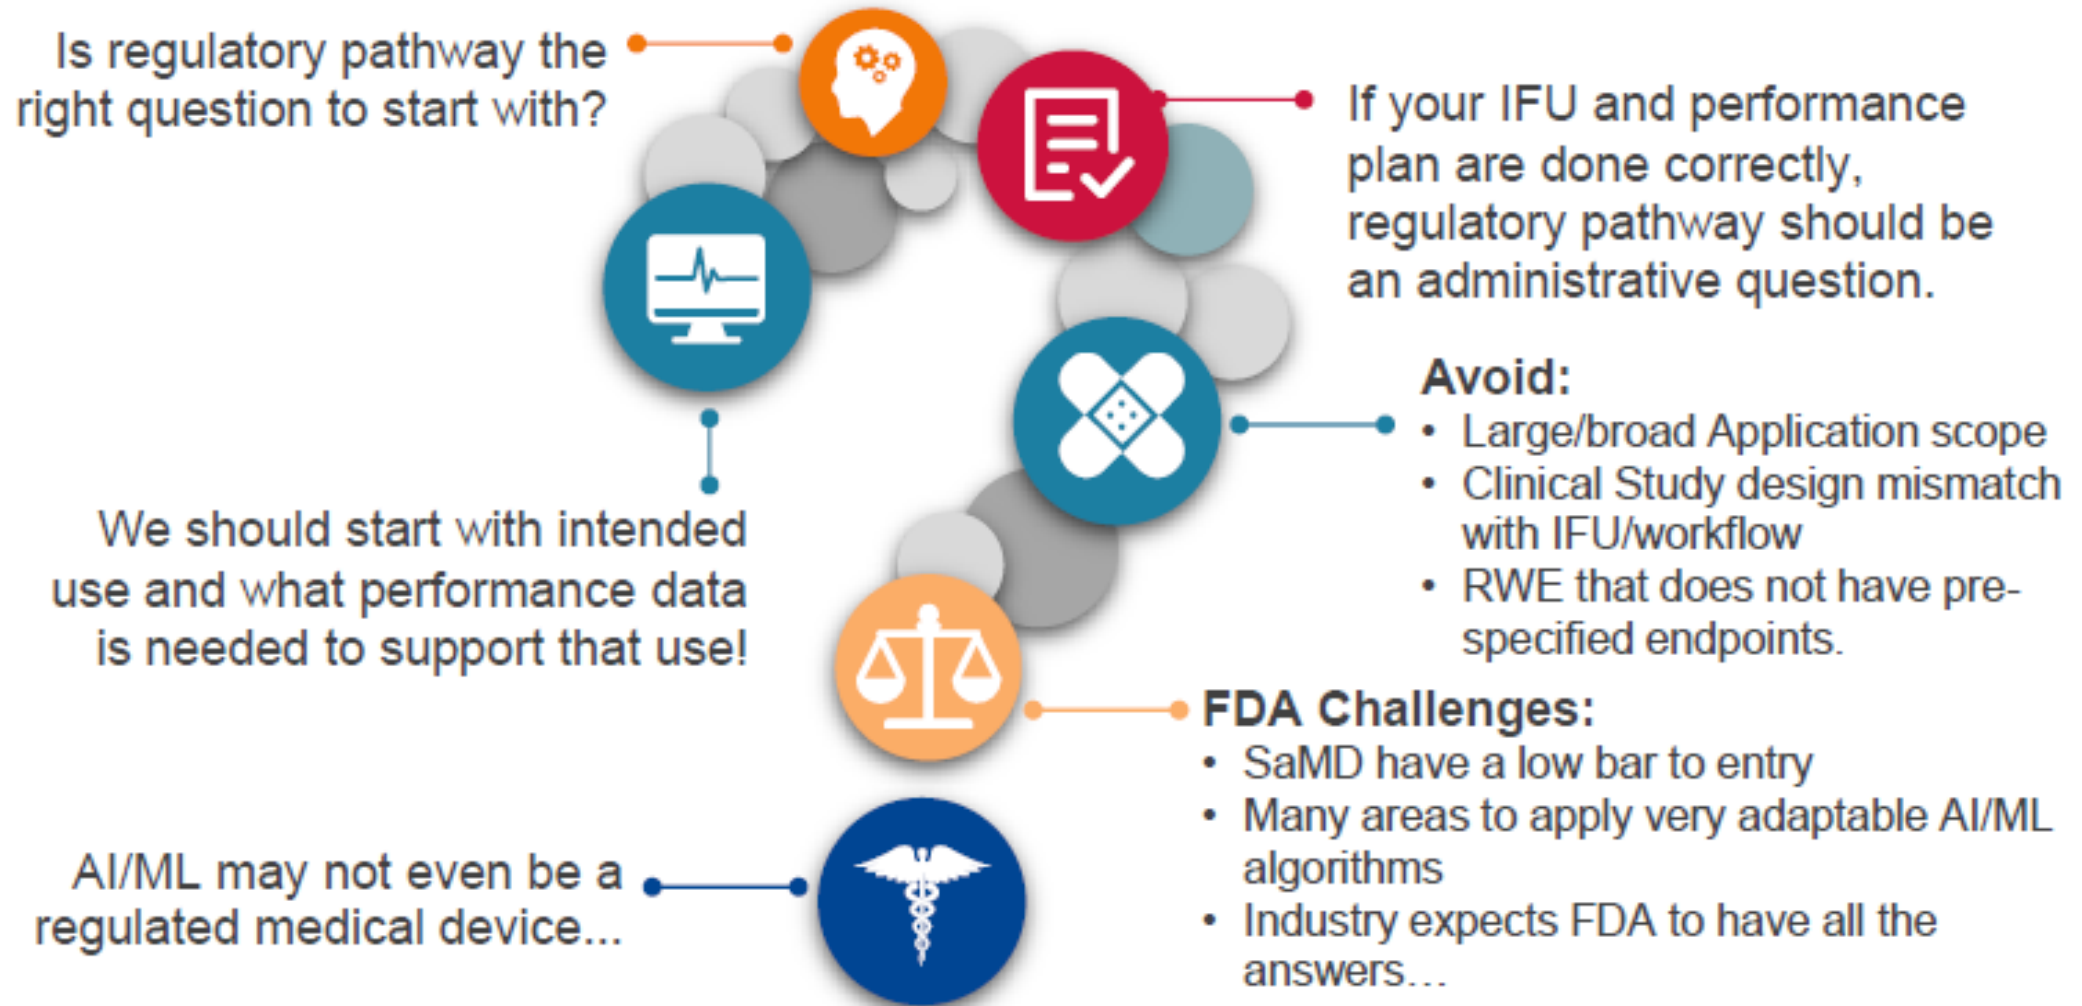 Is regulatory pathway the
right question to start with?
If your IFU and performance
plan are done correctly,
regulatory pathway should be
an administrative question.
We should start with intended
use and what performance data
is needed to support that use!
Avoid:
• Large/broad Application scope
• Clinical Study design mismatch
with IFU/workflow
• RWE that does not have pre-
specified endpoints.
FDA Challenges:
• SaMD have a low bar to entry
• Many areas to apply very adaptable AI/ML
algorithms
• Industry expects FDA to have all the
answers...
AI/ML may not even be a
regulated medical device...